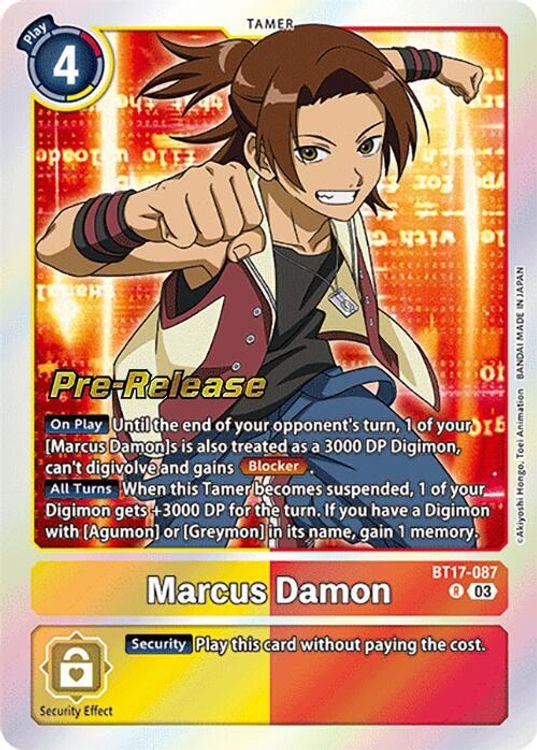 TAMER
Play
4
Pre-Release
On Play Until the end of your opponent's turn, 1 of your
[Marcus Damon]s is also treated as a 3000 DP Digimon,
can't digivolve and gains Blocker .
All Turns When this Tamer becomes suspended, 1 of your
Digimon gets +3000 DP for the turn. If you have a Digimon
with [Agumon] or [Greymon] in its name, gain 1 memory.
©Akiyoshi Hongo, Toei Animation BANDAI MADE IN JAPAN
BT17-087
Marcus Damon
R 03
Security Play this card without paying the cost.
Security Effect